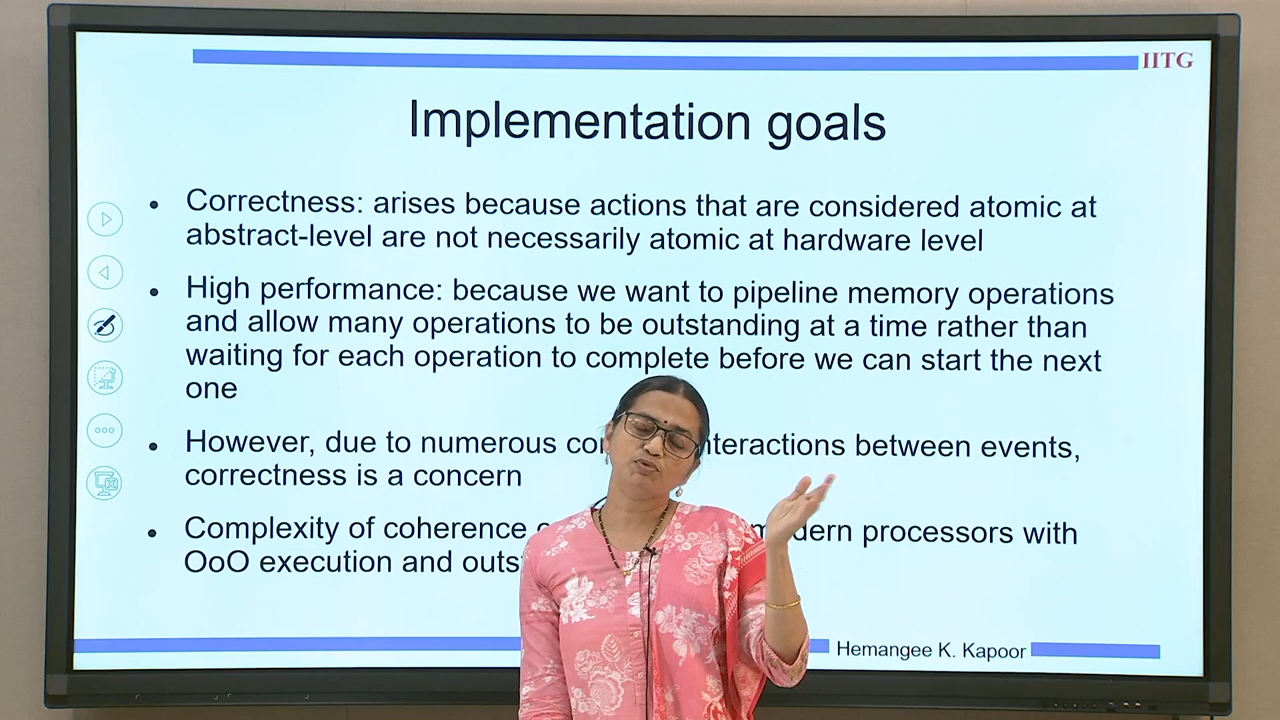 IITG
Implementation goals
• Correctness: arises because actions that are considered atomic at
abstract-level are not necessarily atomic at hardware level
• High performance: because we want to pipeline memory operations
and allow many operations to be outstanding at a time rather than
waiting for each operation to complete before we can start the next
one
• However, due to numerous nteractions between events,
correctness is a concern
• Complexity of coherence dern processors with
OoO execution and outs
Hemangee K. Kapoor